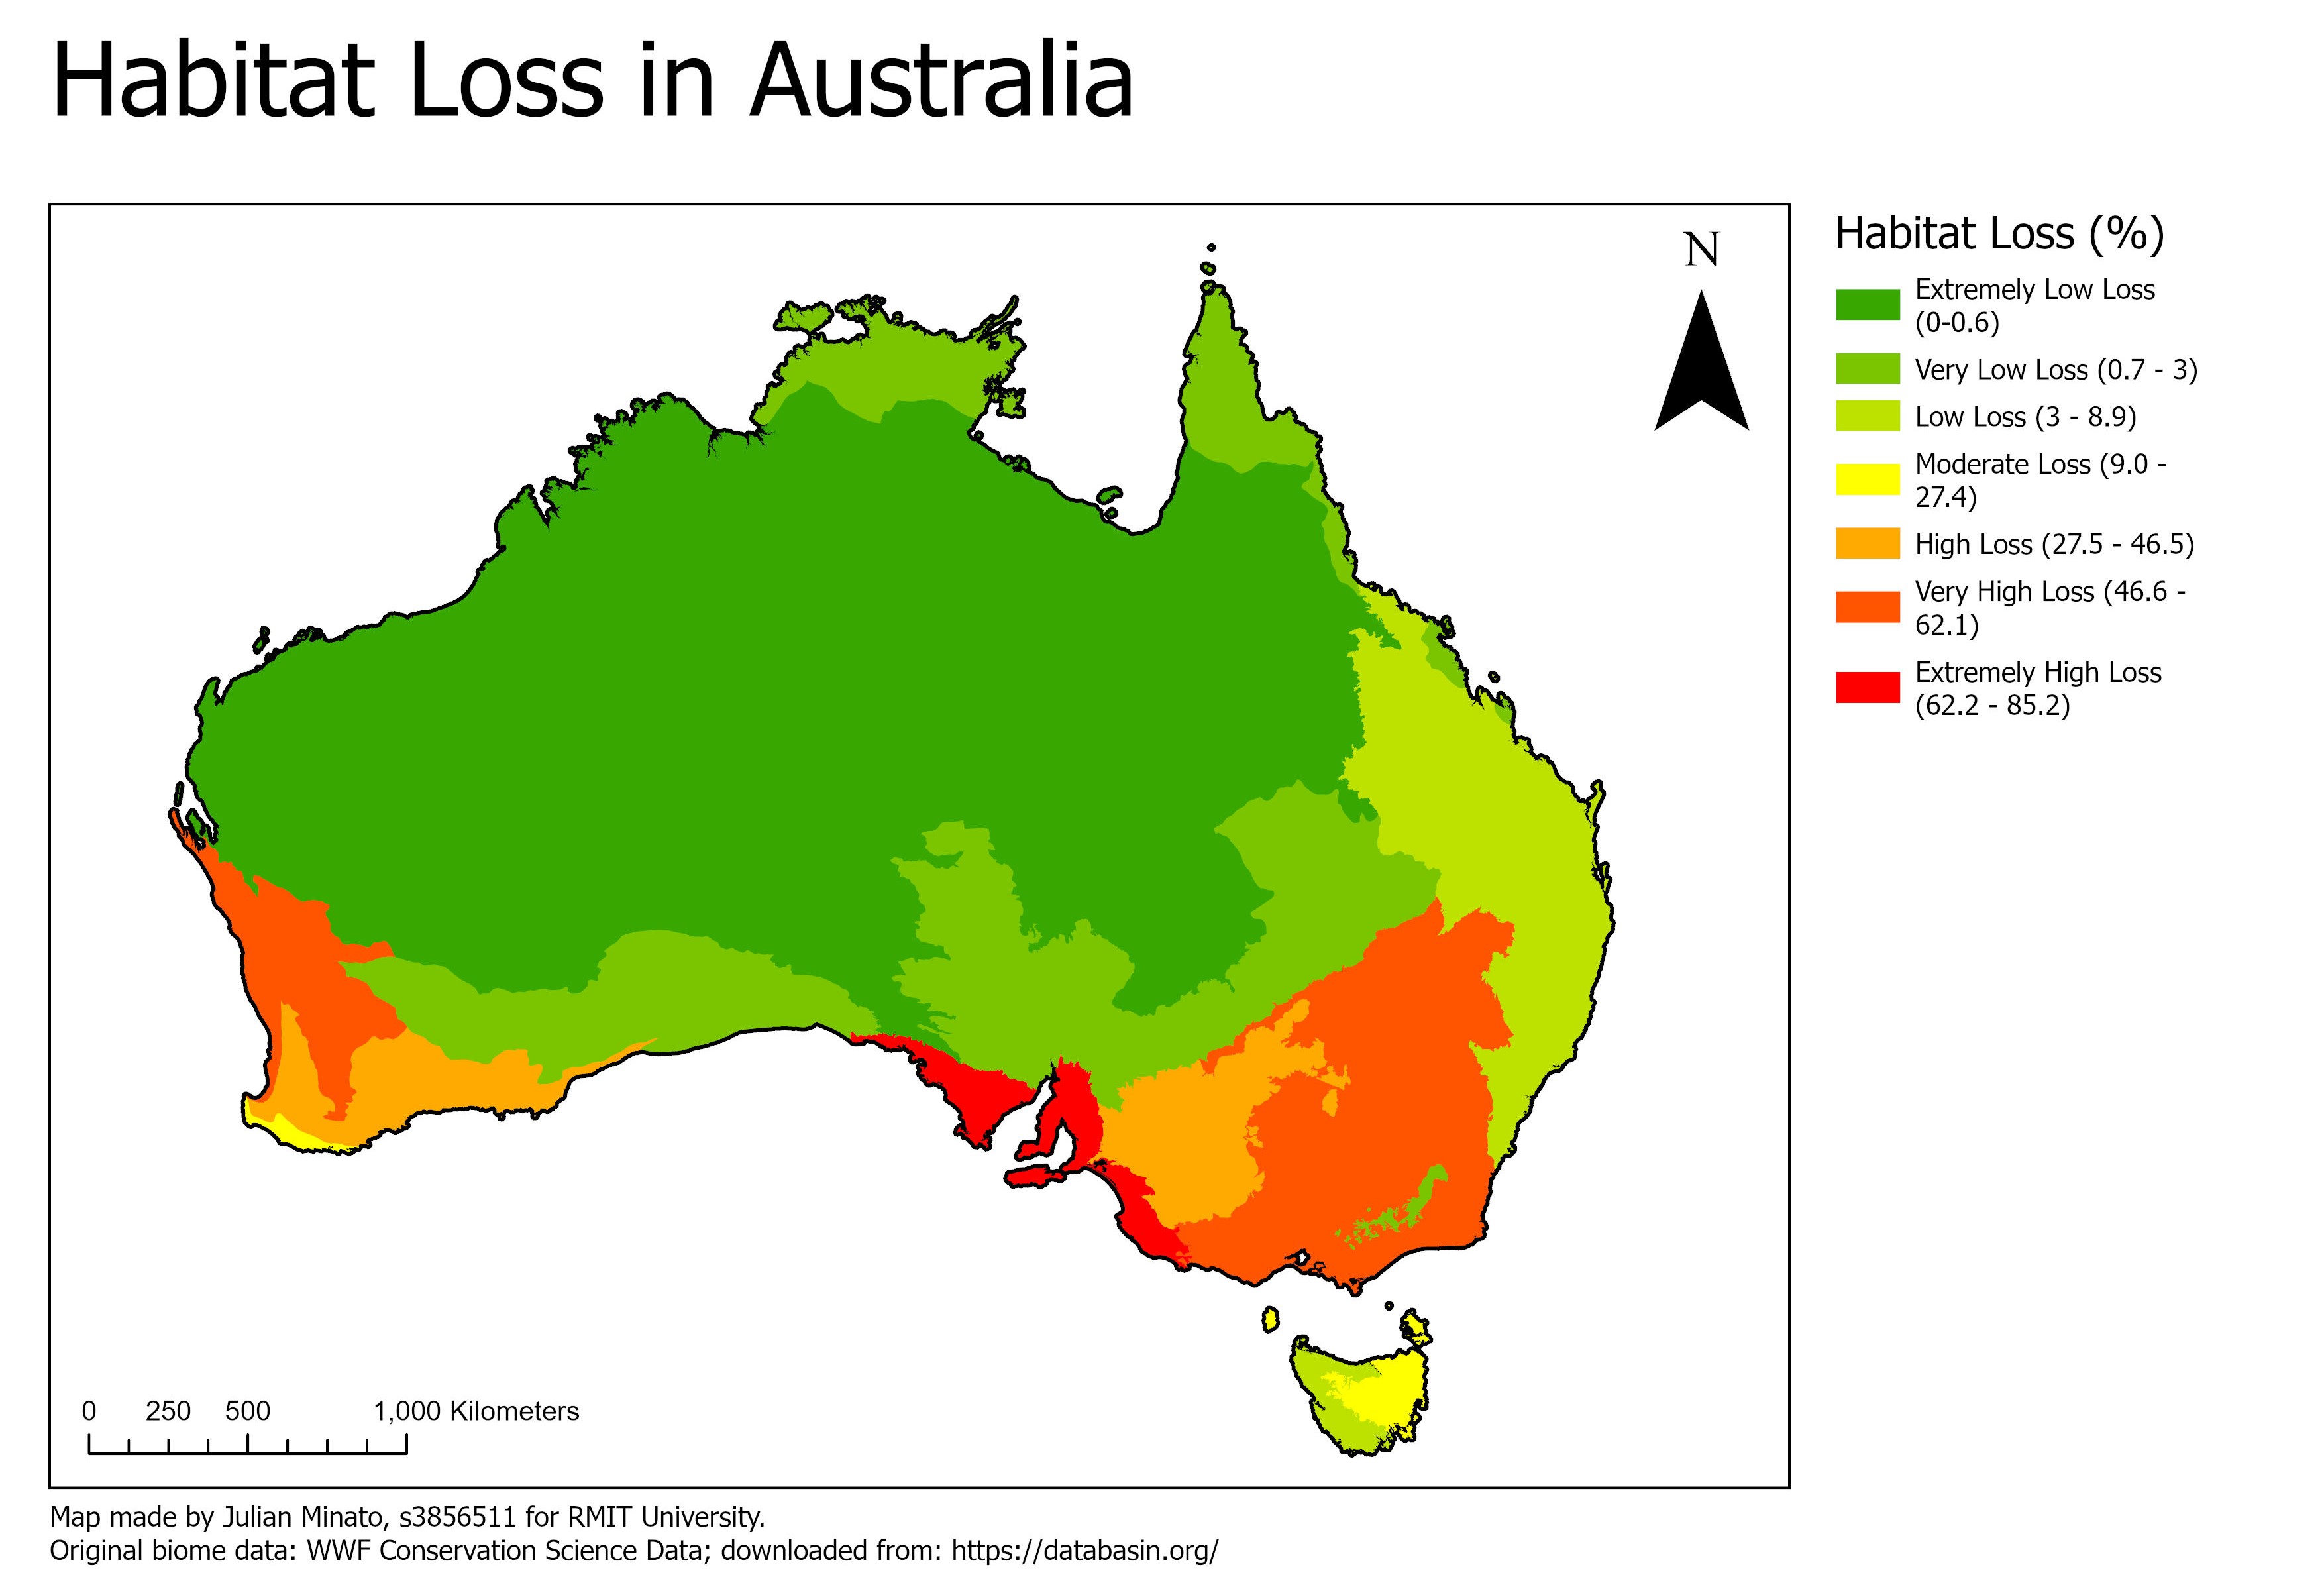 Habitat Loss in Australia
N
Habitat Loss (%)
Extremely Low Loss
(0-0.6)
Very Low Loss (0.7 - 3)
Low Loss (3 - 8.9)
Moderate Loss (9.0 -
27.4)
High Loss (27.5 - 46.5)
Very High Loss (46.6 -
62.1)
Extremely High Loss
(62.2 - 85.2)
0 250 500 1,000 Kilometers
Map made by Julian Minato, s3856511 for RMIT University.
Original biome data: WWF Conservation Science Data; downloaded from: https://databasin.org/